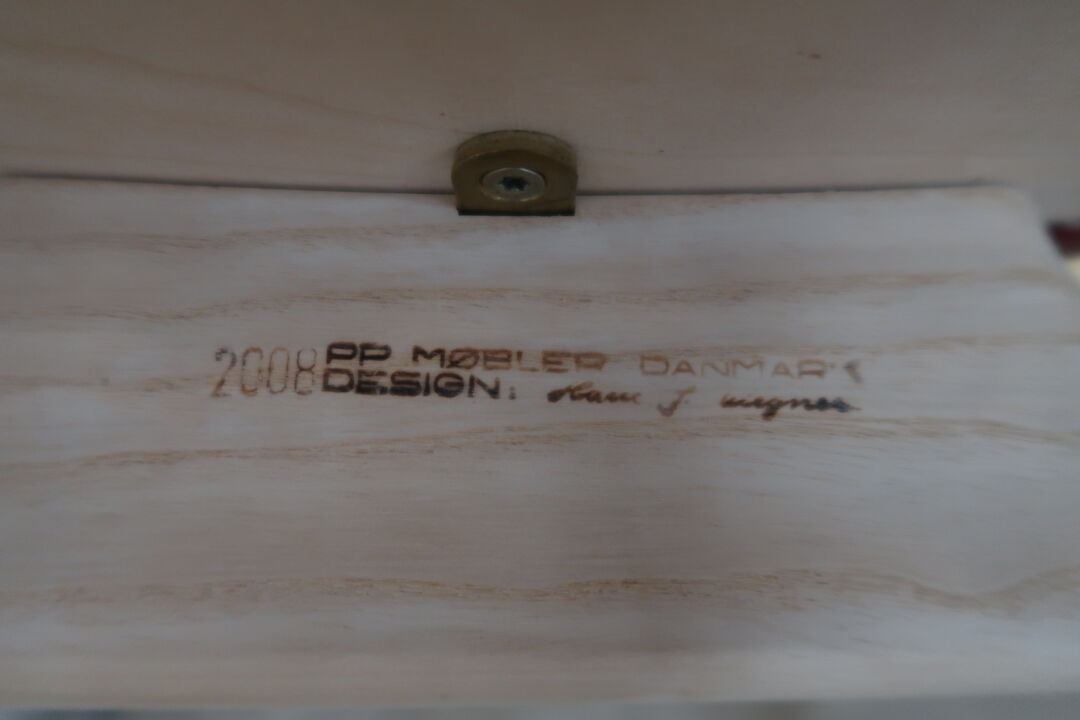 2008 PP MØBLER DANMARK
DESIGN: Hans J. Wegner